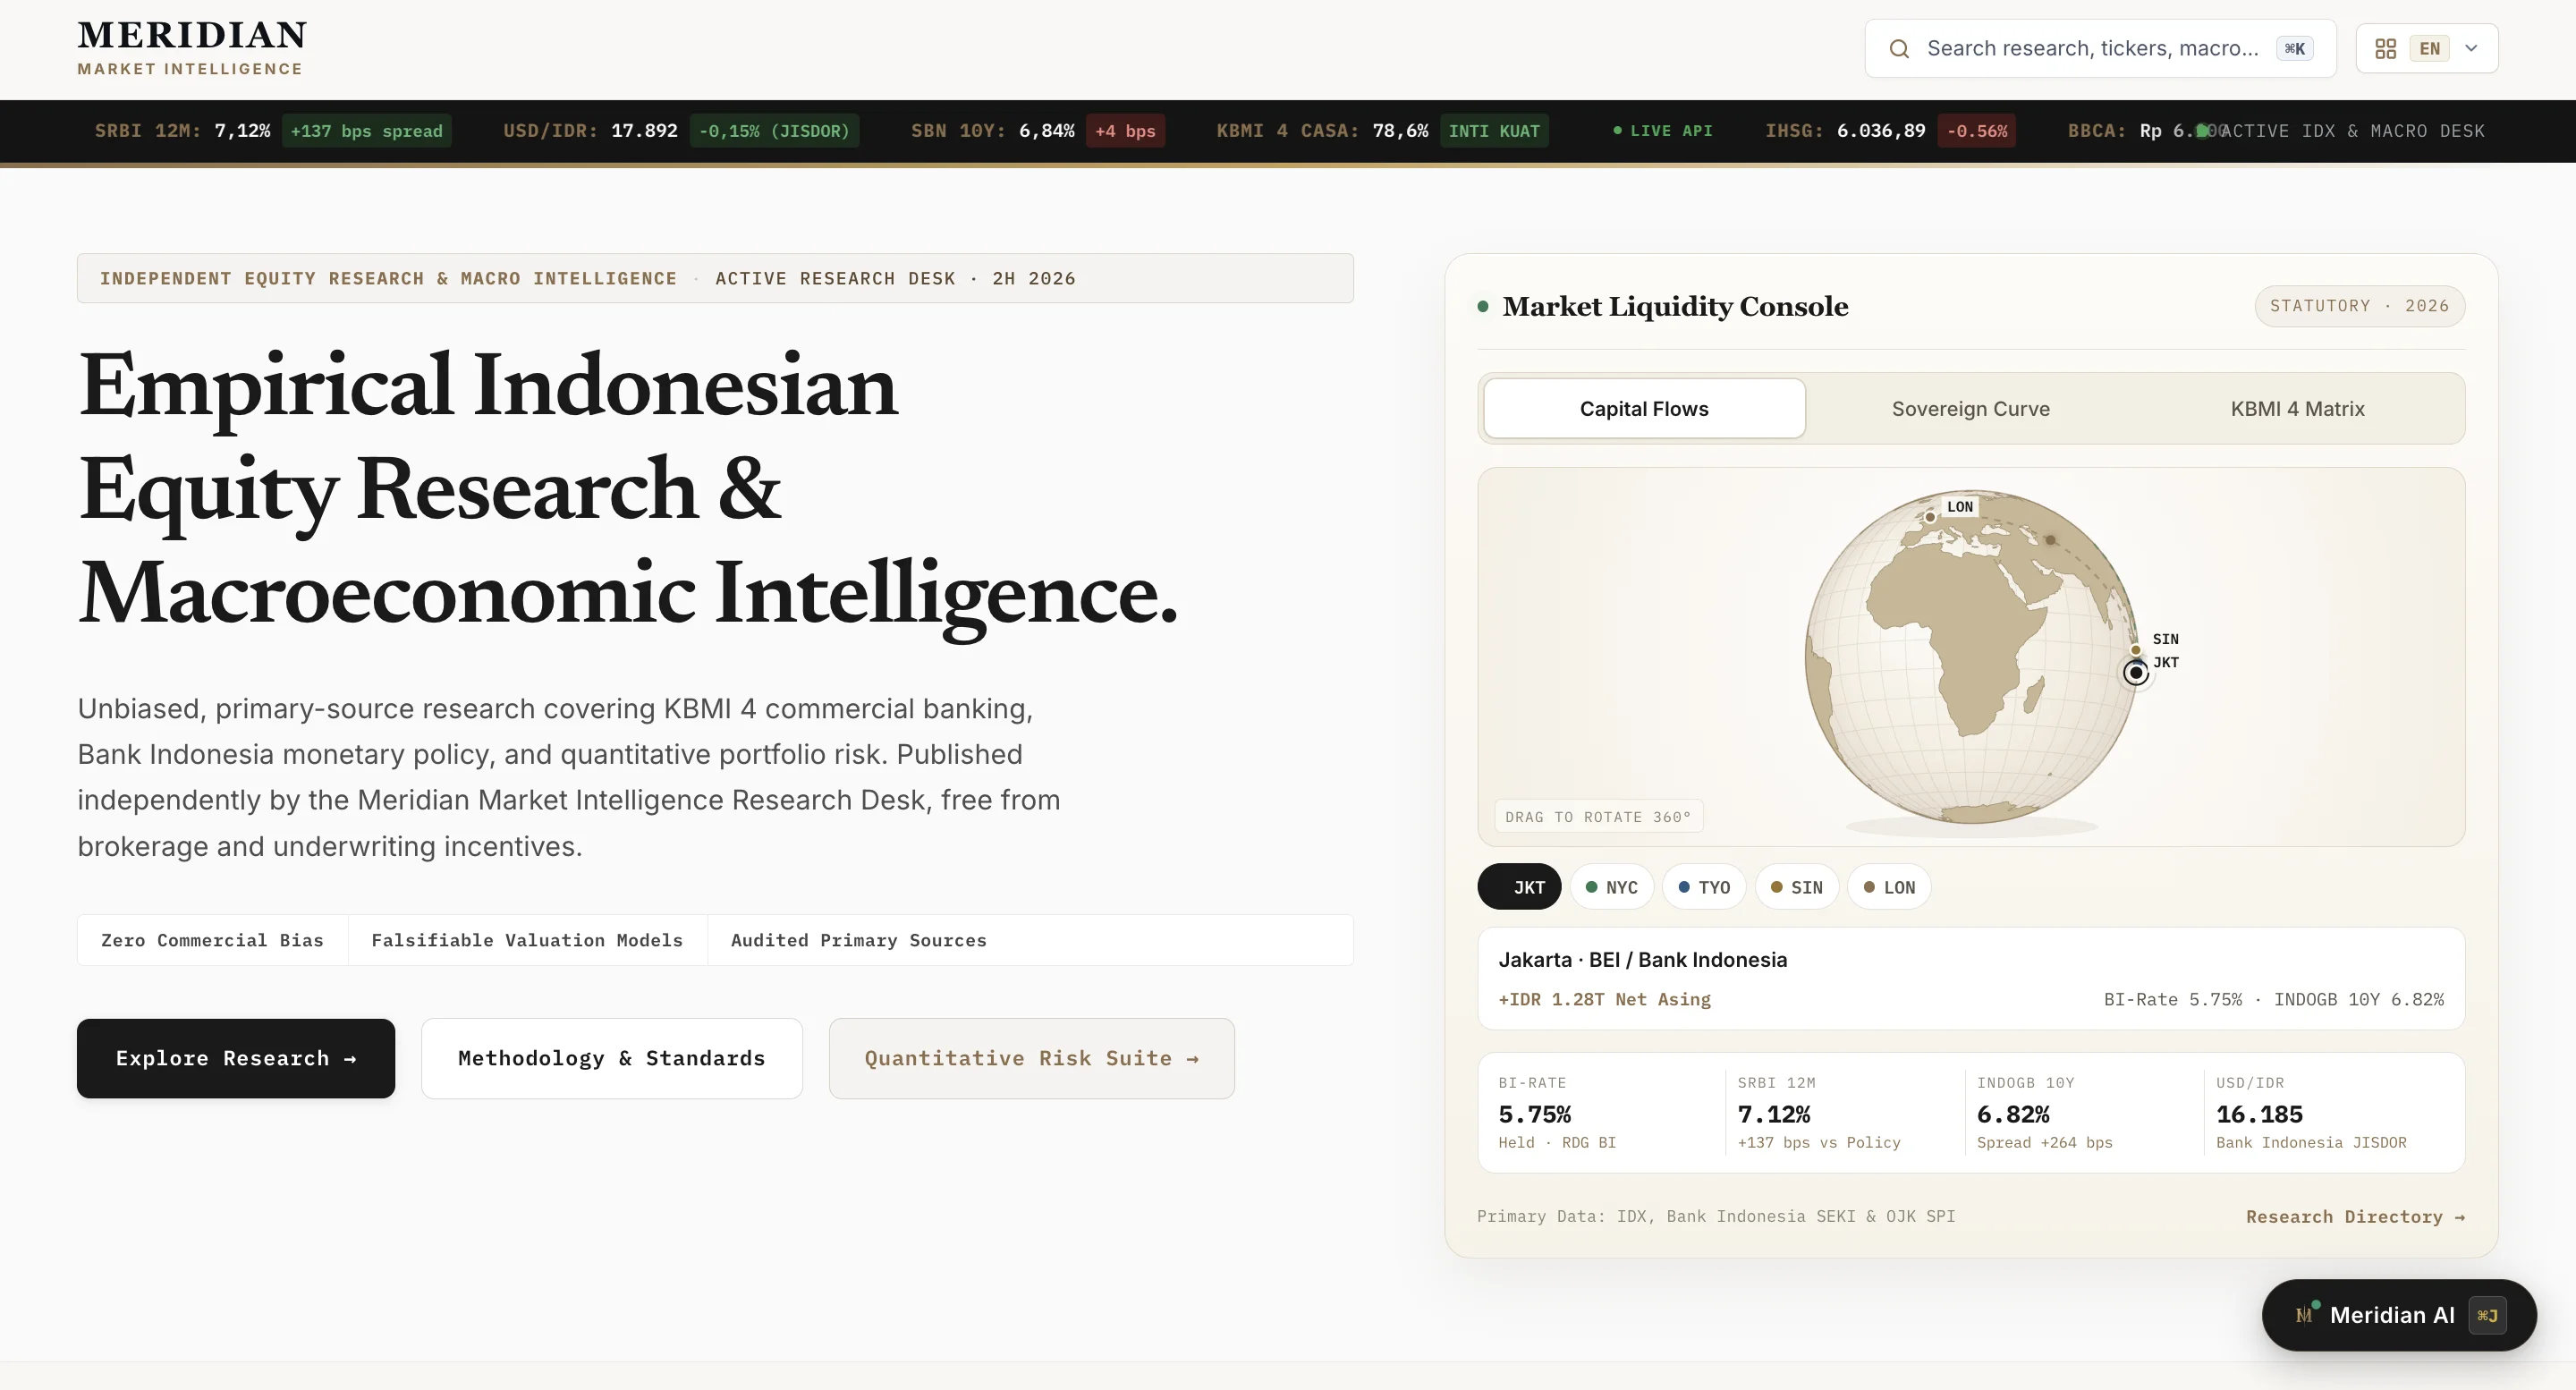 MERIDIAN
MARKET INTELLIGENCE
Search research, tickers, macro... ⌘K
EN
SRBI 12M: 7,12% +137 bps spread USD/IDR: 17.892 -0,15% (JISDOR) SBN 10Y: 6,84% +4 bps KBMI 4 CASA: 78,6% INTI KUAT LIVE API IHSG: 6.036,89 -0.56% BBCA: Rp ACTIVE IDX & MACRO DESK
INDEPENDENT EQUITY RESEARCH & MACRO INTELLIGENCE · ACTIVE RESEARCH DESK · 2H 2026
Empirical Indonesian
Equity Research &
Macroeconomic Intelligence.
Unbiased, primary-source research covering KBMI 4 commercial banking,
Bank Indonesia monetary policy, and quantitative portfolio risk. Published
independently by the Meridian Market Intelligence Research Desk, free from
brokerage and underwriting incentives.
Zero Commercial Bias Falsifiable Valuation Models Audited Primary Sources
Explore Research → Methodology & Standards Quantitative Risk Suite →
Market Liquidity Console STATUTORY · 2026
Capital Flows Sovereign Curve KBMI 4 Matrix
LON
SIN
JKT
DRAG TO ROTATE 360°
JKT NYC TYO SIN LON
Jakarta · BEI / Bank Indonesia
+IDR 1.28T Net Asing BI-Rate 5.75% · INDOGB 10Y 6.82%
BI-RATE SRBI 12M INDOGB 10Y USD/IDR
5.75% 7.12% 6.82% 16.185
Held · RDG BI +137 bps vs Policy Spread +264 bps Bank Indonesia JISDOR
Primary Data: IDX, Bank Indonesia SEKI & OJK SPI Research Directory →
M Meridian AI ⌘J